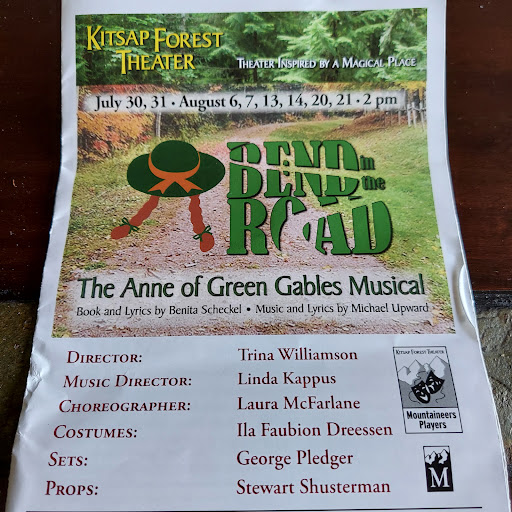 KITSAP FOREST
THEATER
THEATER INSPIRED BY A MAGICAL PLACE
July 30, 31 • August 6, 7, 13, 14, 20, 21 • 2 pm
BEND in
the
ROAD
The Anne of Green Gables Musical
Book and Lyrics by Benita Scheckel • Music and Lyrics by Michael Upward
DIRECTOR: Trina Williamson
MUSIC DIRECTOR: Linda Kappus
CHOREOGRAPHER: Laura McFarlane
COSTUMES: Ila Faubion Dreessen
SETS: George Pledger
PROPS: Stewart Shusterman
KITSAP FOREST THEATER
Mountaineers
Players
M